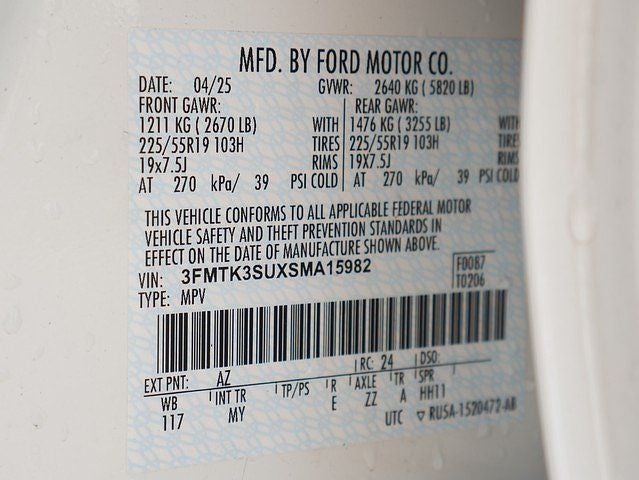 MFD. BY FORD MOTOR CO.
DATE: 04/25 GVWR: 2640 KG ( 5820 LB)
FRONT GAWR: REAR GAWR:
1211 KG ( 2670 LB) WITH 1476 KG ( 3255 LB) WITH
225/55R19 103H TIRES 225/55R19 103H TIRES
19x7.5J RIMS 19X7.5J RIMS
AT 270 kPa/ 39 PSI COLD AT 270 kPa/ 39 PSI COLD
THIS VEHICLE CONFORMS TO ALL APPLICABLE FEDERAL MOTOR
VEHICLE SAFETY AND THEFT PREVENTION STANDARDS IN
EFFECT ON THE DATE OF MANUFACTURE SHOWN ABOVE.
VIN: 3FMTK3SUXSMA15982 F0087
TYPE: MPV T0206
EXT PNT: AZ RC: 24 DSO:
WB INT TR TP/PS R AXLE TR SPR
117 MY E ZZ A HH11
UTC ▽ RU5A-1520472-AB